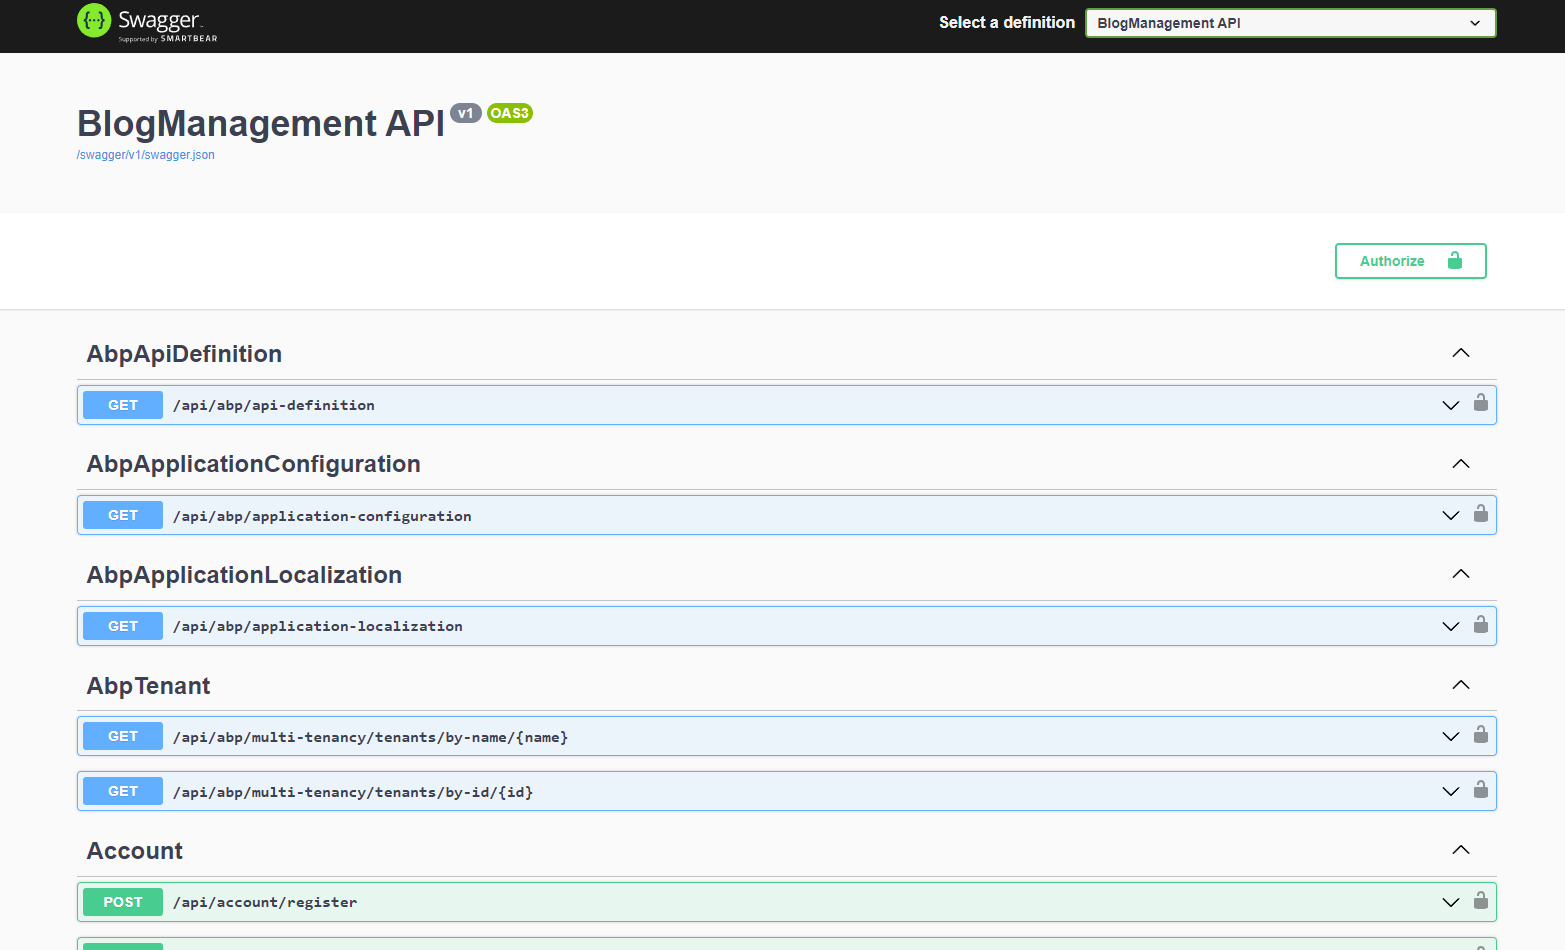 Swagger
Supported by SMARTBEAR
Select a definition
BlogManagement API
BlogManagement API v1 OAS3
/swagger/v1/swagger.json
Authorize
AbpApiDefinition
GET /api/abp/api-definition
AbpApplicationConfiguration
GET /api/abp/application-configuration
AbpApplicationLocalization
GET /api/abp/application-localization
AbpTenant
GET /api/abp/multi-tenancy/tenants/by-name/{name}
GET /api/abp/multi-tenancy/tenants/by-id/{id}
Account
POST /api/account/register